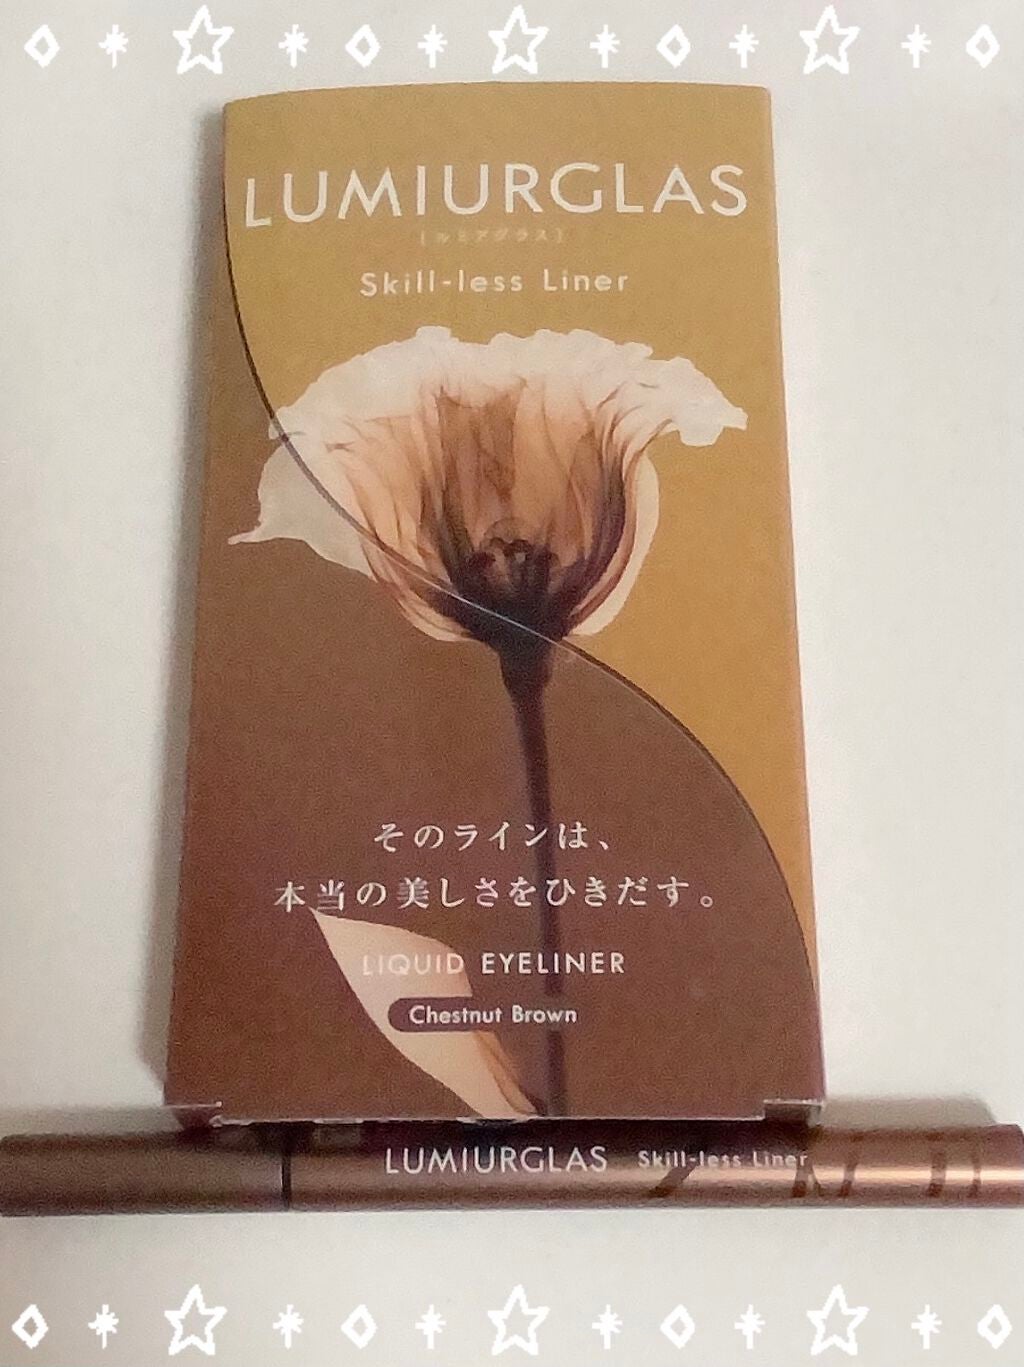 LUMIURGLAS
[ルミアグラス]
Skill-less Liner
そのラインは、
本当の美しさをひきだす。
LIQUID EYELINER
Chestnut Brown
LUMIURGLAS Skill-less Liner